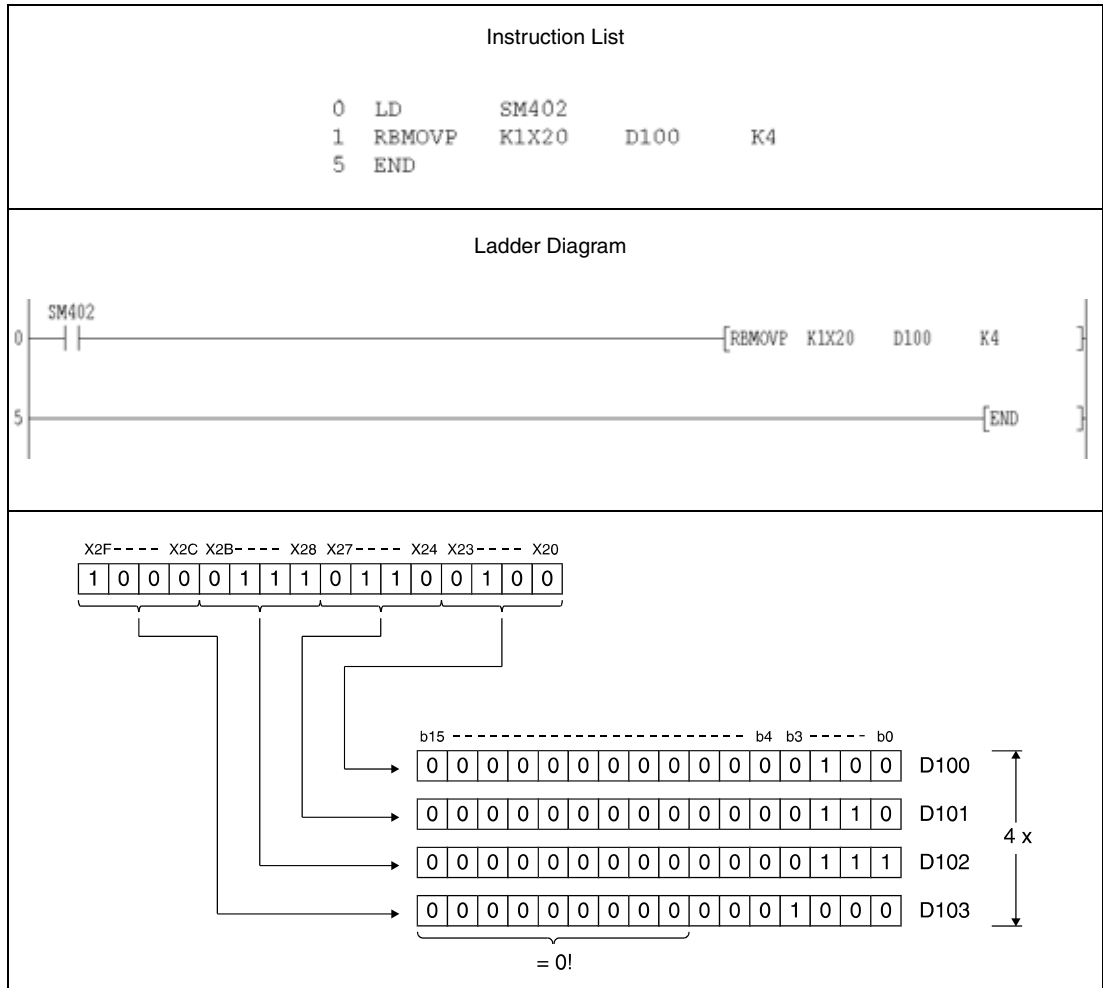 Instruction List
0 LD SM402
1 RBMOVP K1X20 D100 K4
5 END
Ladder Diagram
SM402
0 [RBMOVP K1X20 D100 K4 ]
5 [END ]
X2F---- X2C X2B---- X28 X27---- X24 X23---- X20
1 0 0 0 0 1 1 1 0 1 1 0 0 1 0 0
b15 ---------------------- b4 b3 ----- b0
0 0 0 0 0 0 0 0 0 0 0 0 0 1 0 0 D100
0 0 0 0 0 0 0 0 0 0 0 0 0 1 1 0 D101
4 x
0 0 0 0 0 0 0 0 0 0 0 0 0 1 1 1 D102
0 0 0 0 0 0 0 0 0 0 0 0 1 0 0 0 D103
= 0!